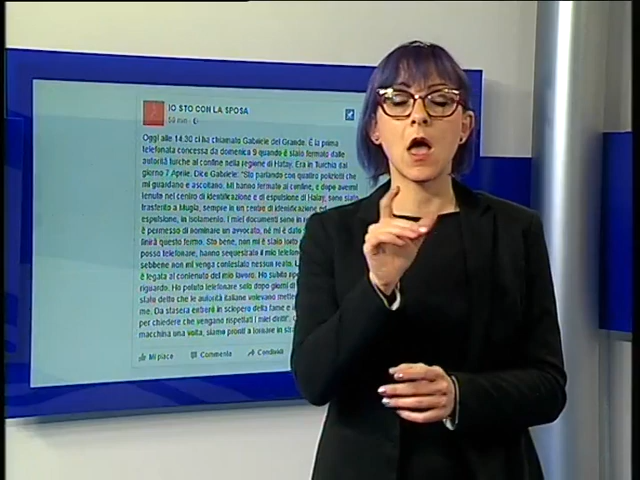 IO STO CON LA SPOSA
50 min
Oggi alle 14.30 ci ha chiamato Gabriele del Grande. È la prima
telefonata concessa da domenica 9 quando è stato fermato dalle
autorità turche al confine nella regione di Hatay. Era in Turchia dal
giorno 7 Aprile. Dice Gabriele: "Sto parlando con quattro poliziotti che
mi guardano e ascoltano. Mi hanno fermato al confine, e dopo avermi
tenuto nel centro di identificazione e di espulsione di Hatay, sono stato
trasferito a Mugla, sempre in un centro di identificazione ed
espulsione, in isolamento. I miei documenti sono in
è permesso di nominare un avvocato, né mi è dato
finirà questo fermo. Sto bene, non mi è stato
posso telefonare, hanno sequestrato il mio
sebbene non mi venga contestato nessun reato.
è legata al contenuto del mio lavoro. Ho subito
riguardo. Ho potuto telefonare solo dopo giorni di
stato detto che le autorità italiane volevano
Da stasera entrerò in sciopero della fame e
per chiedere che vengano rispettati i miei diritti".
macchina una volta, siamo pronti a tornare in
Mi piace Commenta Condividi